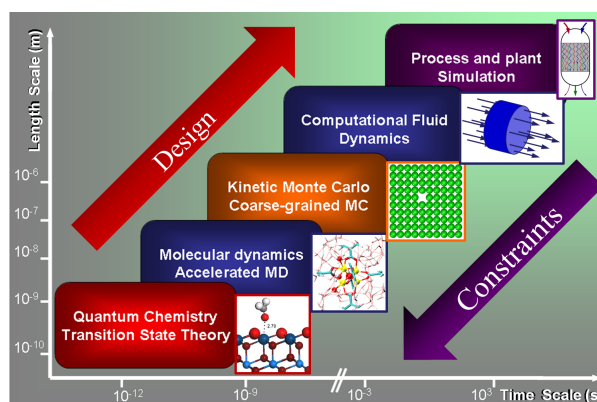 Length Scale (m)
Process and plant
Simulation
Computational Fluid
Dynamics
Kinetic Monte Carlo
Coarse-grained MC
Molecular dynamics
Accelerated MD
Quantum Chemistry
Transition State Theory
Design
Constraints
2.79
10⁻⁶
10⁻⁷
10⁻⁸
10⁻⁹
10⁻¹⁰
10⁻¹² 10⁻⁹ 10⁻³ 10³
Time Scale (s